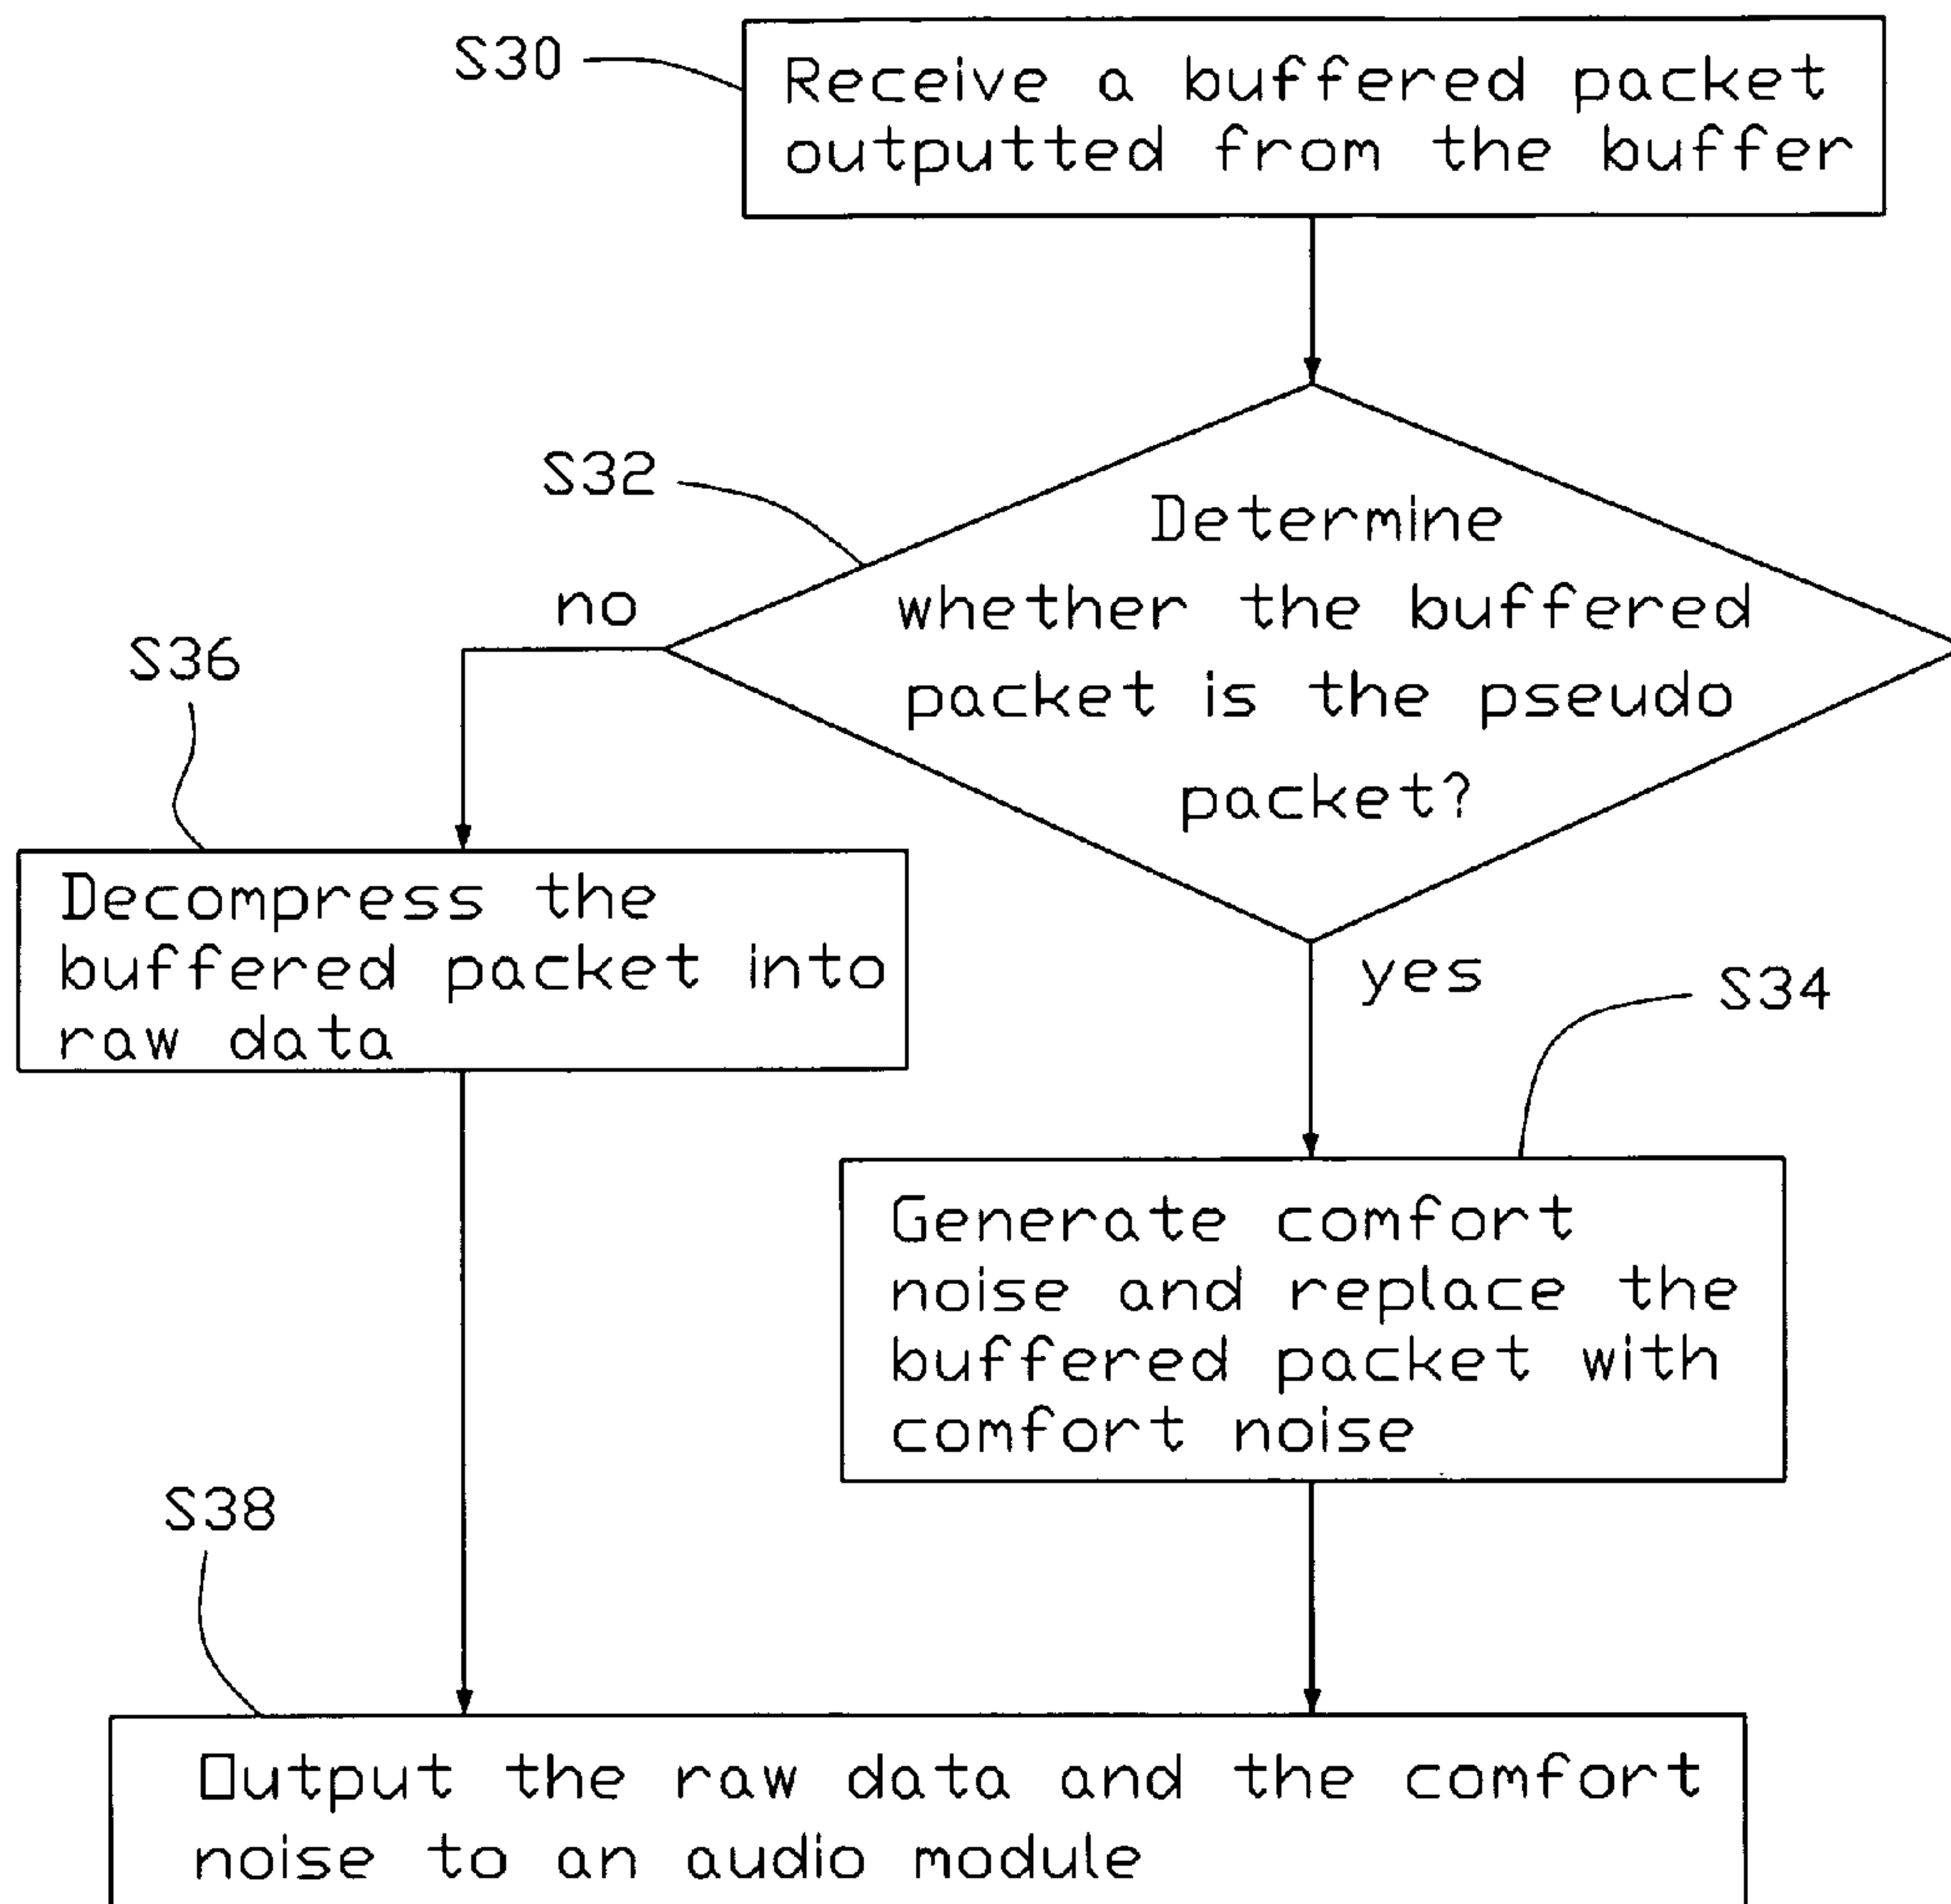 S30
Receive a buffered packet
outputted from the buffer
S32
Determine
whether the buffered
packet is the pseudo
packet?
no
S36
Decompress the
buffered packet into
raw data
yes
S34
Generate comfort
noise and replace the
buffered packet with
comfort noise
S38
Output the raw data and the comfort
noise to an audio module